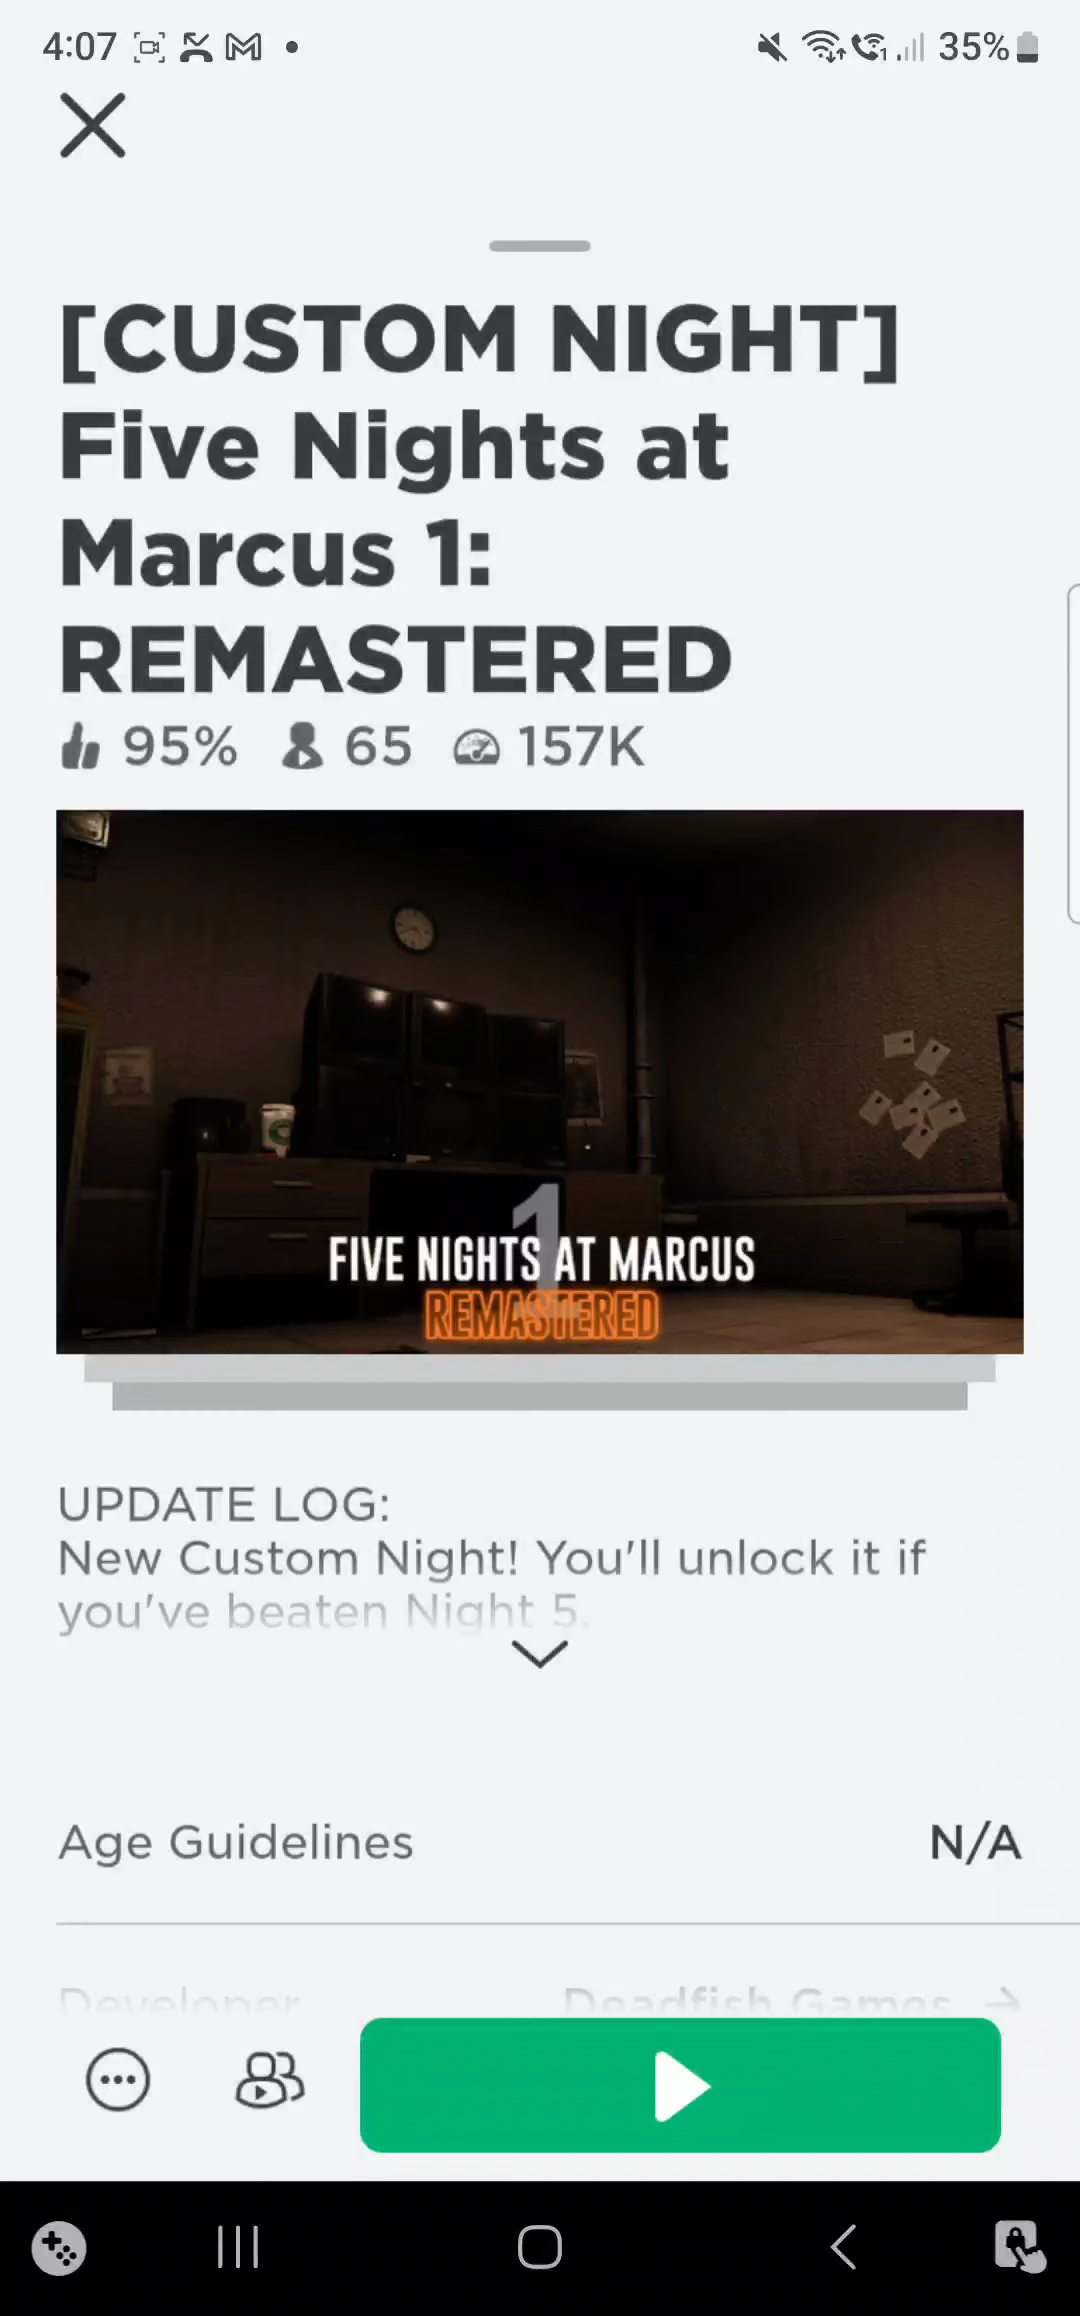 4:07
35%
[CUSTOM NIGHT]
Five Nights at
Marcus 1:
REMASTERED
95% 65 157K
1
FIVE NIGHTS AT MARCUS
REMASTERED
UPDATE LOG:
New Custom Night! You'll unlock it if
you've beaten Night 5.
Age Guidelines N/A
Developer Deadfish Games